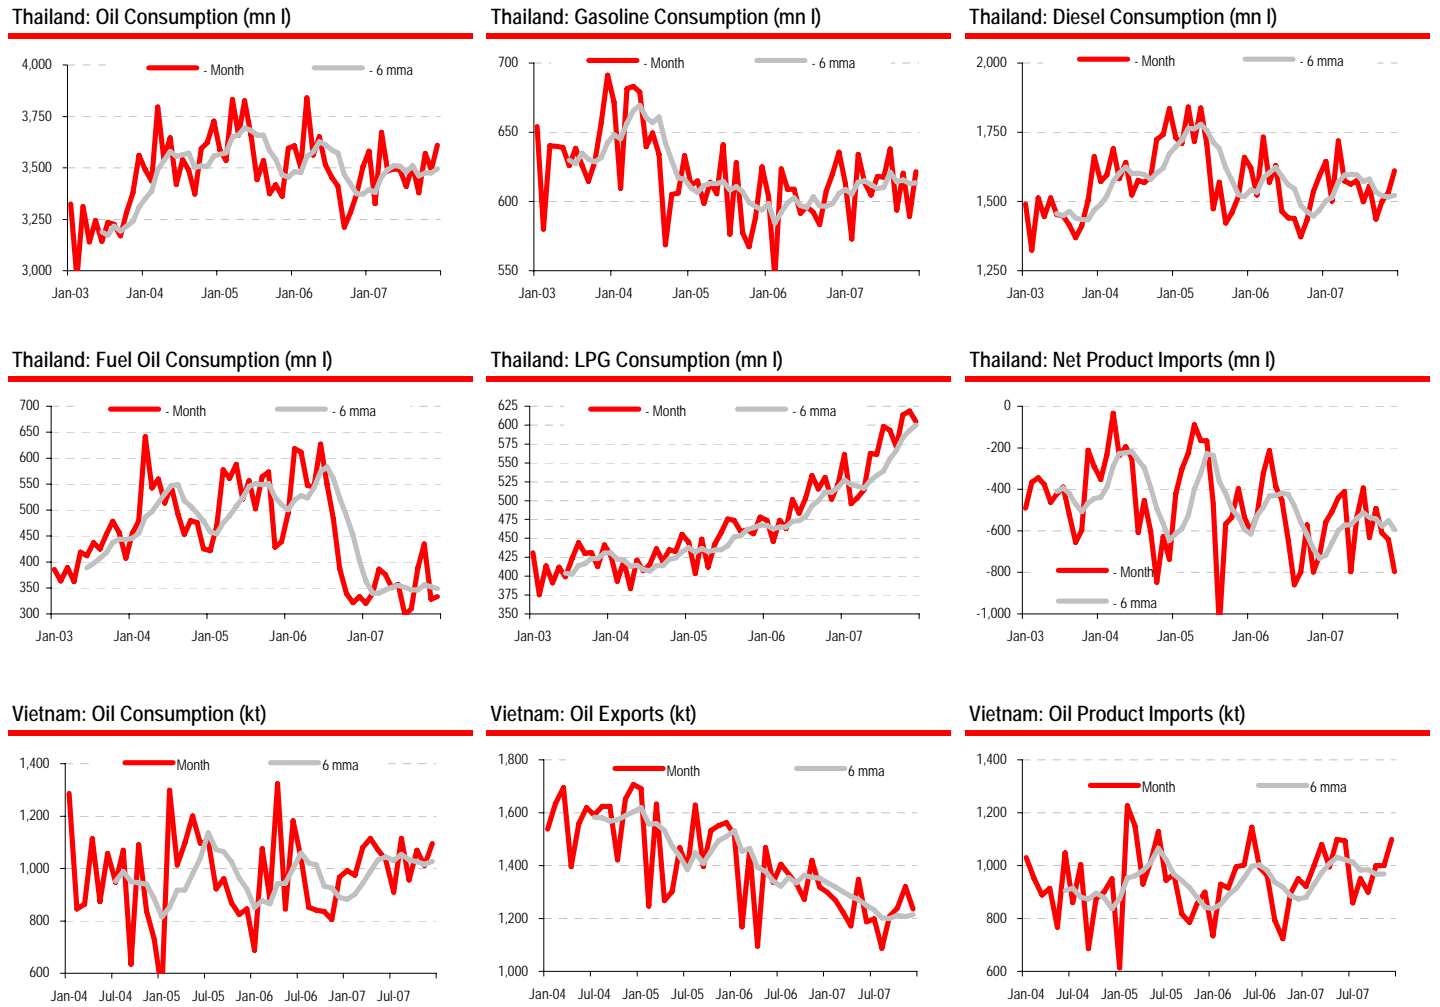 Thailand: Oil Consumption (mn l)
Thailand: Gasoline Consumption (mn l)
Thailand: Diesel Consumption (mn l)
- Month
- 6 mma
4,000
3,750
3,500
3,250
3,000
Jan-03 Jan-04 Jan-05 Jan-06 Jan-07
- Month
- 6 mma
700
650
600
550
Jan-03 Jan-04 Jan-05 Jan-06 Jan-07
- Month
- 6 mma
2,000
1,750
1,500
1,250
Jan-03 Jan-04 Jan-05 Jan-06 Jan-07
Thailand: Fuel Oil Consumption (mn l)
Thailand: LPG Consumption (mn l)
Thailand: Net Product Imports (mn l)
- Month
- 6 mma
700
650
600
550
500
450
400
350
300
Jan-03 Jan-04 Jan-05 Jan-06 Jan-07
- Month
- 6 mma
625
600
575
550
525
500
475
450
425
400
375
350
Jan-03 Jan-04 Jan-05 Jan-06 Jan-07
0
-200
-400
-600
-800
-1,000
- Month
- 6 mma
Jan-03 Jan-04 Jan-05 Jan-06 Jan-07
Vietnam: Oil Consumption (kt)
Vietnam: Oil Exports (kt)
Vietnam: Oil Product Imports (kt)
Month
6 mma
1,400
1,200
1,000
800
600
Jan-04 Jul-04 Jan-05 Jul-05 Jan-06 Jul-06 Jan-07 Jul-07
Month
6 mma
1,800
1,600
1,400
1,200
1,000
Jan-04 Jul-04 Jan-05 Jul-05 Jan-06 Jul-06 Jan-07 Jul-07
Month
6 mma
1,400
1,200
1,000
800
600
Jan-04 Jul-04 Jan-05 Jul-05 Jan-06 Jul-06 Jan-07 Jul-07